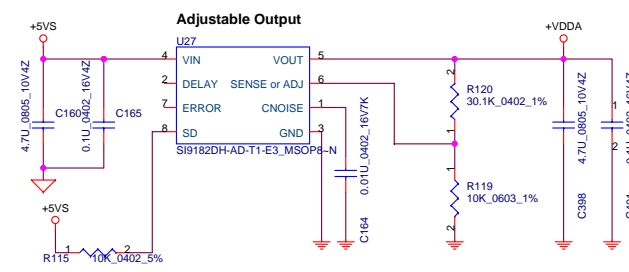 Adjustable Output
+5VS
+VDDA
U27
4 VIN VOUT 5
2 DELAY SENSE or ADJ 6
7 ERROR CNOISE 1
8 SD GND 3
SI9182DH-AD-T1-E3_MSOP8~N
4.7U_0805_10V4Z
C160
0.1U_0402_16V4Z
C165
0.01U_0402_16V7K
C164
2
R120
30.1K_0402_1%
1
1
R119
10K_0603_1%
2
4.7U_0805_10V4Z
C398
1
2
+5VS
R115 1 2
10K_0402_5%